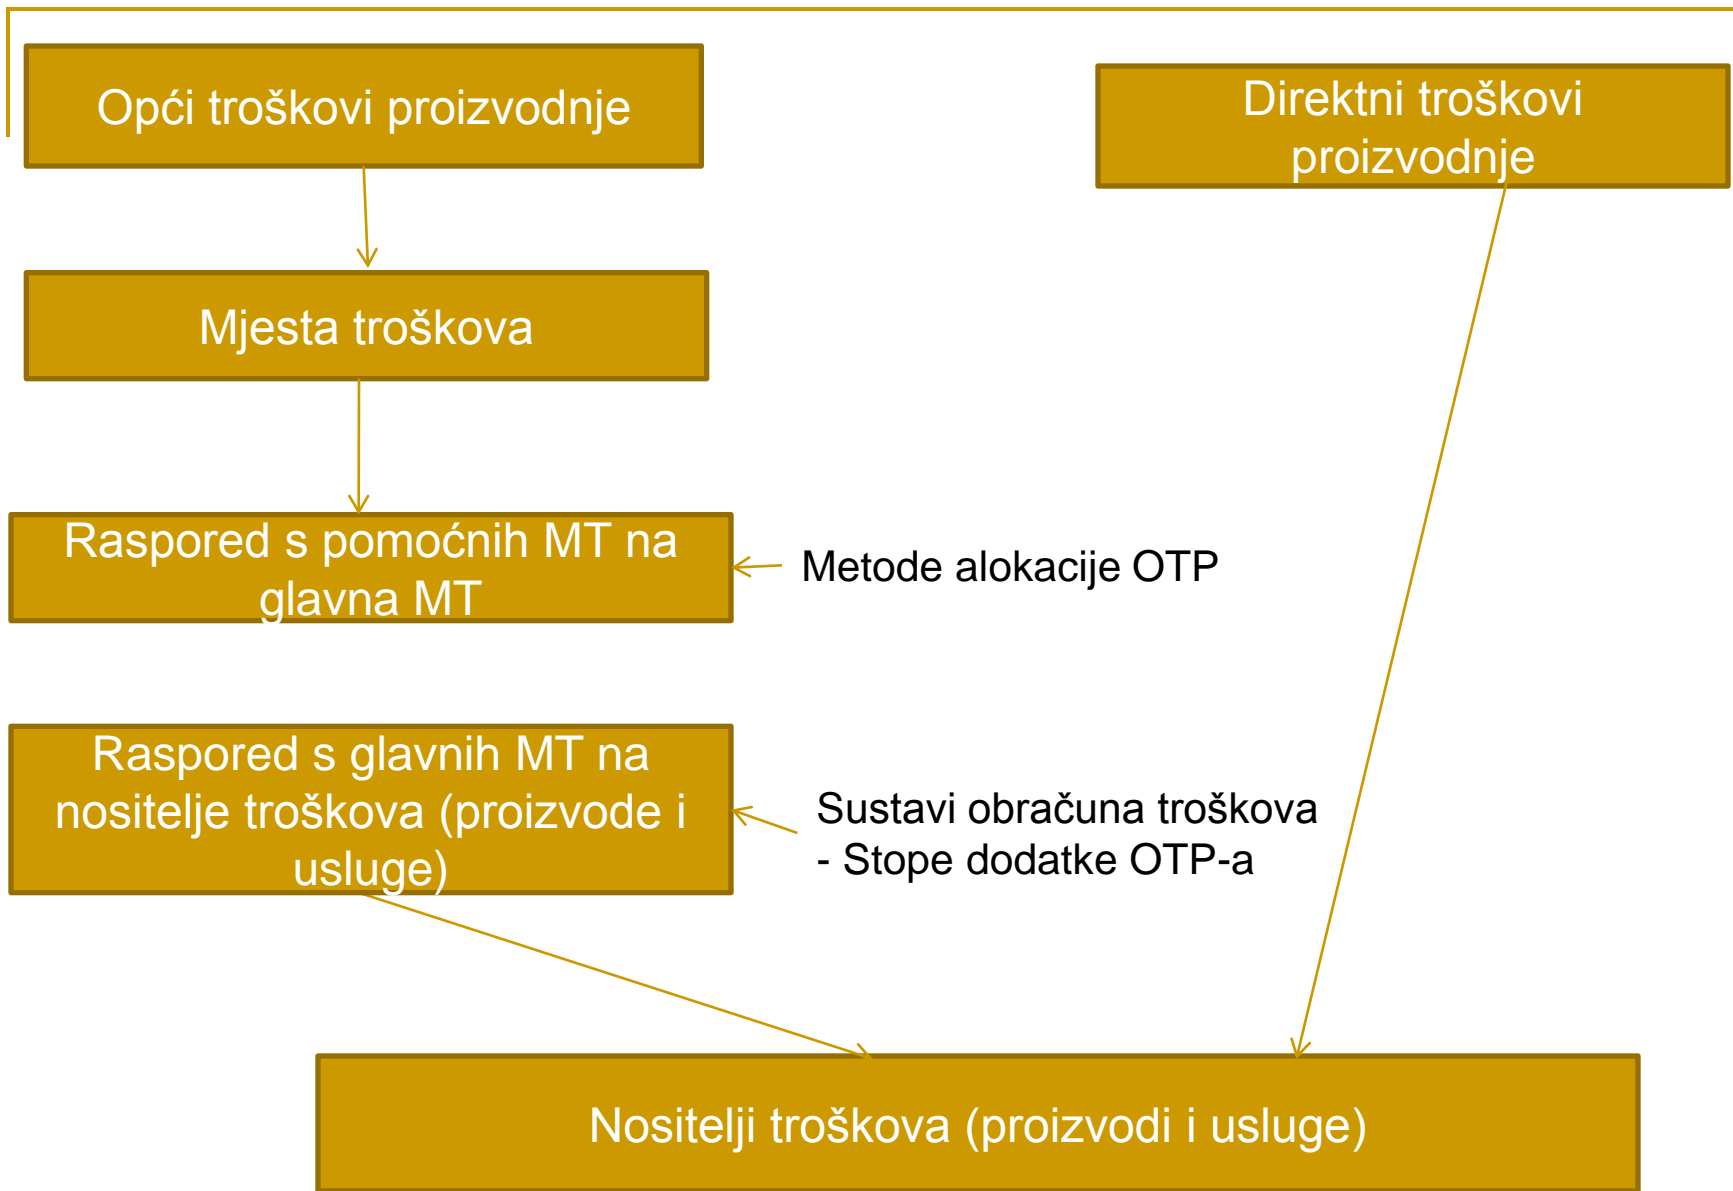 Opći troškovi proizvodnje
Direktni troškovi
proizvodnje
Mjesta troškova
Raspored s pomoćnih MT na
glavna MT
Metode alokacije OTP
Raspored s glavnih MT na
nositelje troškova (proizvode i
usluge)
Sustavi obračuna troškova
- Stope dodatke OTP-a
Nositelji troškova (proizvodi i usluge)